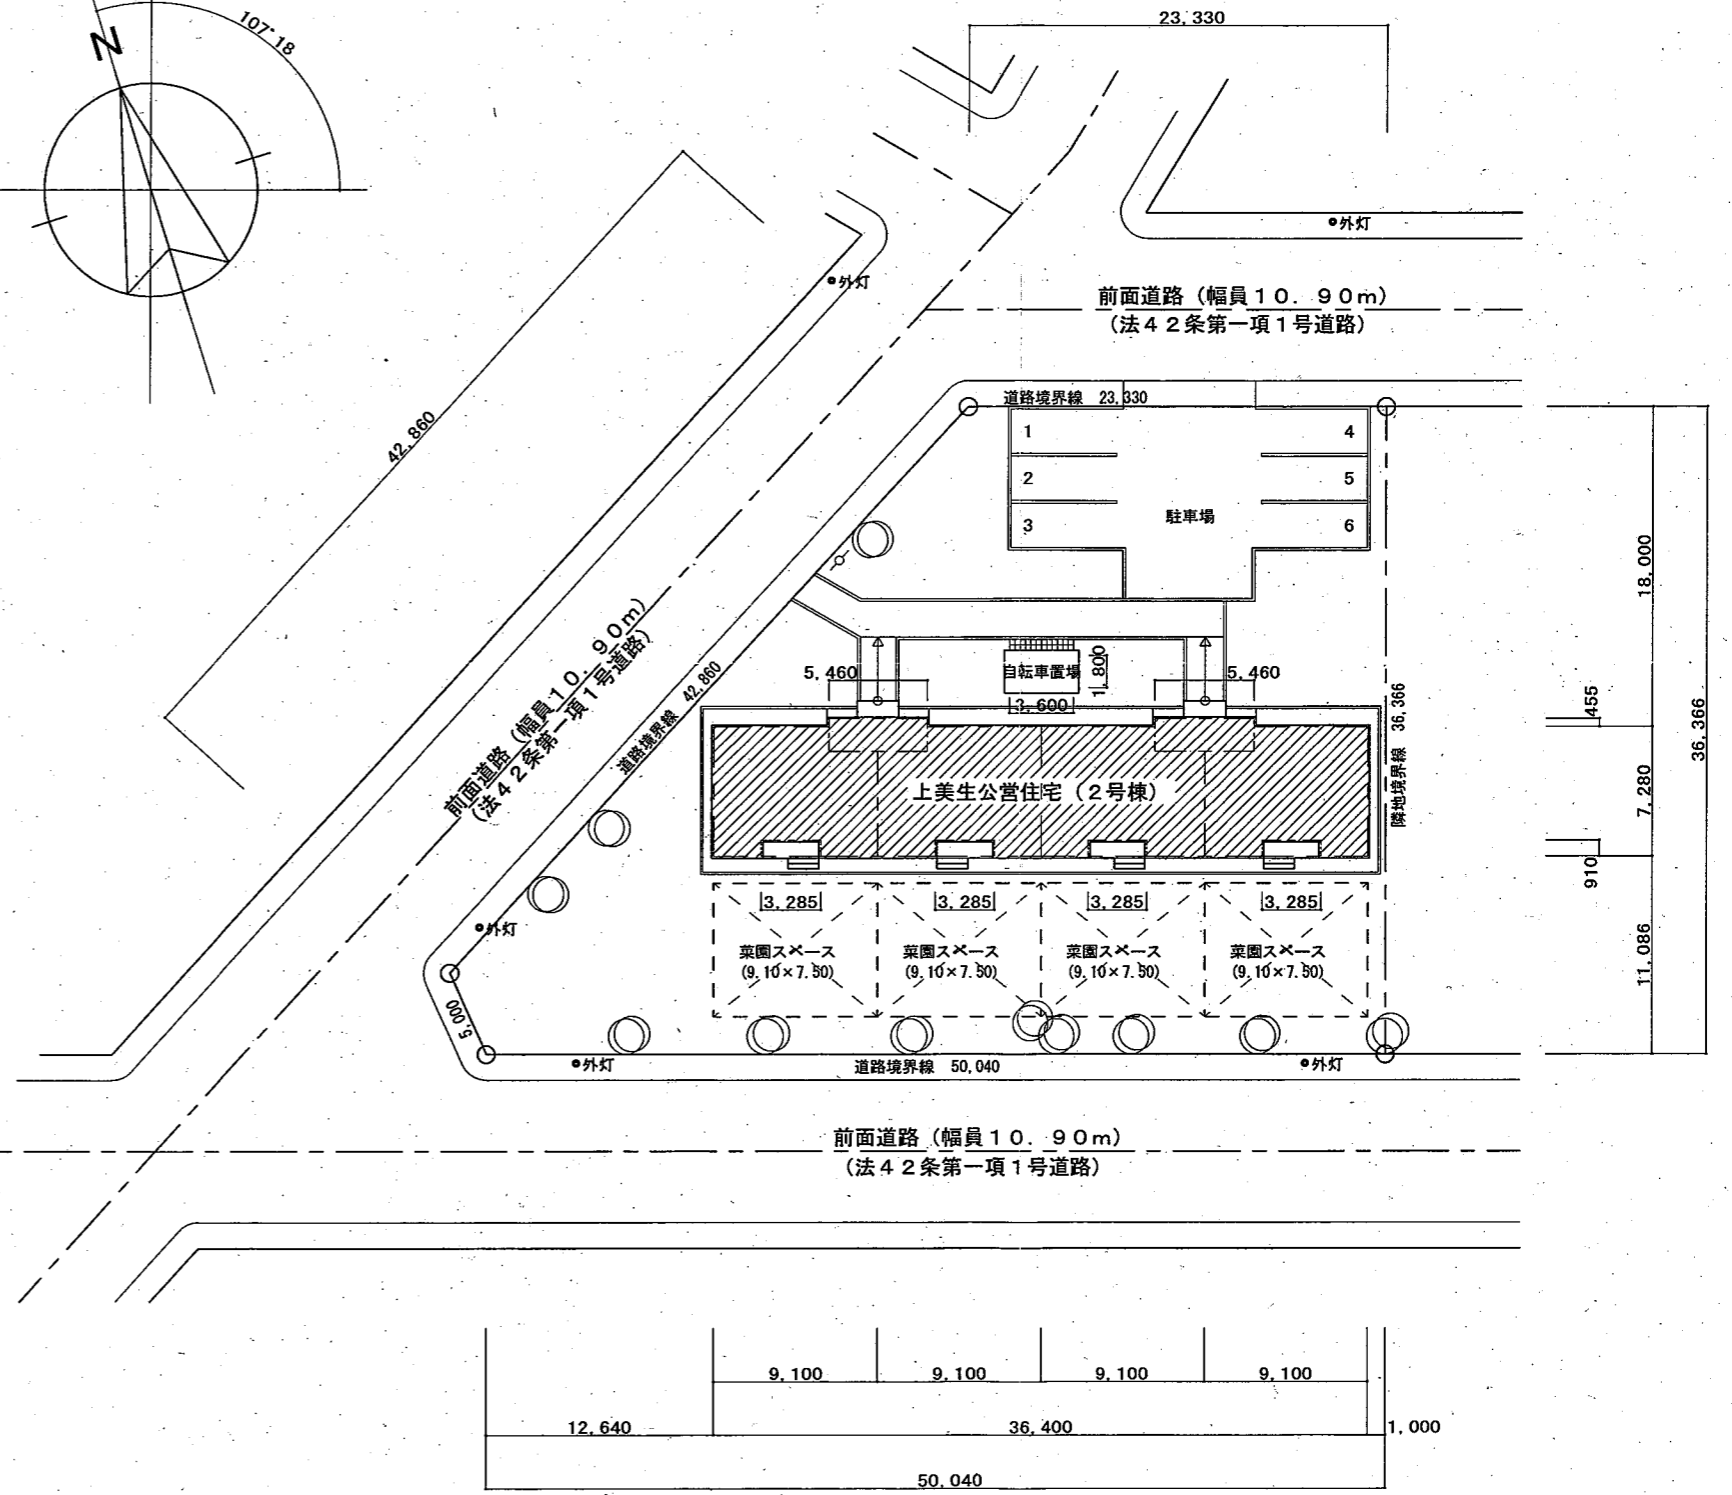 N
107°18
23,330
外灯
外灯
前面道路（幅員１０．９０ｍ）
（法４２条第一項１号道路）
道路境界線 23,330
42,860
1
4
2
5
3
6
駐車場
18,000
前面道路（幅員１０．９０ｍ）
（法４２条第一項１号道路）
道路境界線 42,860
自転車置場
1,800
3,600
5,460
5,460
隣地境界線 36,366
455
36,366
上美生公営住宅（２号棟）
7,280
910
3,285
3,285
3,285
3,285
菜園スペース
(9.10×7.50)
菜園スペース
(9.10×7.50)
菜園スペース
(9.10×7.50)
菜園スペース
(9.10×7.50)
11,086
外灯
5,000
外灯
道路境界線 50,040
外灯
前面道路（幅員１０．９０ｍ）
（法４２条第一項１号道路）
9,100
9,100
9,100
9,100
12,640
36,400
1,000
50,040